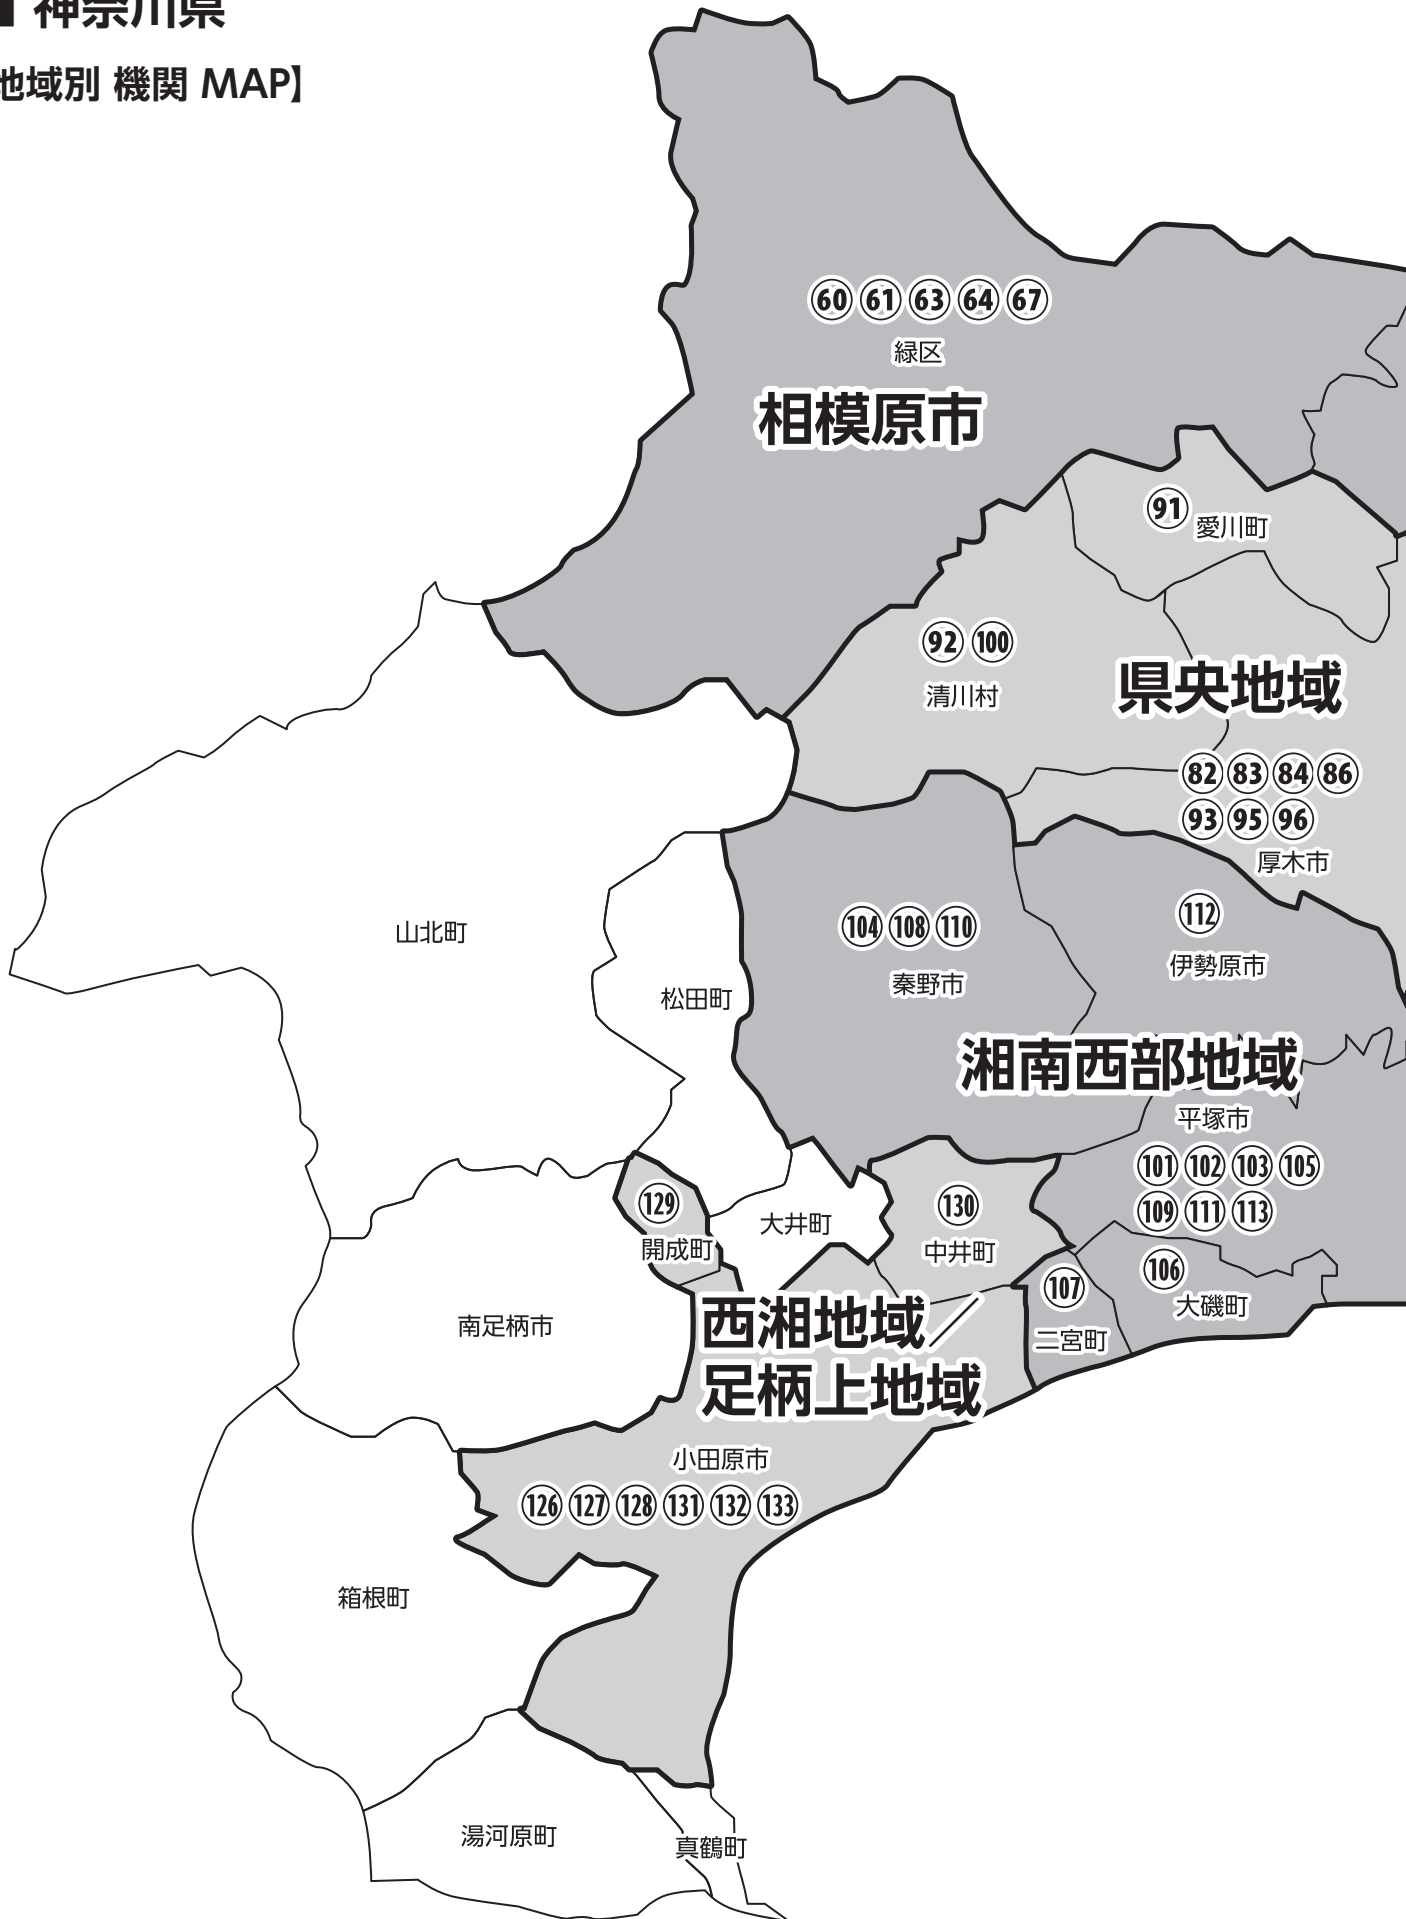 神奈川県
地域別 機関 MAP】
60 61 63 64 67
緑区
相模原市
91
愛川町
92 100
清川村
県央地域
82 83 84 86
93 95 96
厚木市
112
伊勢原市
104 108 110
秦野市
山北町
松田町
湘南西部地域
平塚市
101 102 103 105
109 111 113
129
開成町
大井町
130
中井町
107
二宮町
106
大磯町
南足柄市
西湘地域／
足柄上地域
小田原市
126 127 128 131 132 133
箱根町
湯河原町
真鶴町